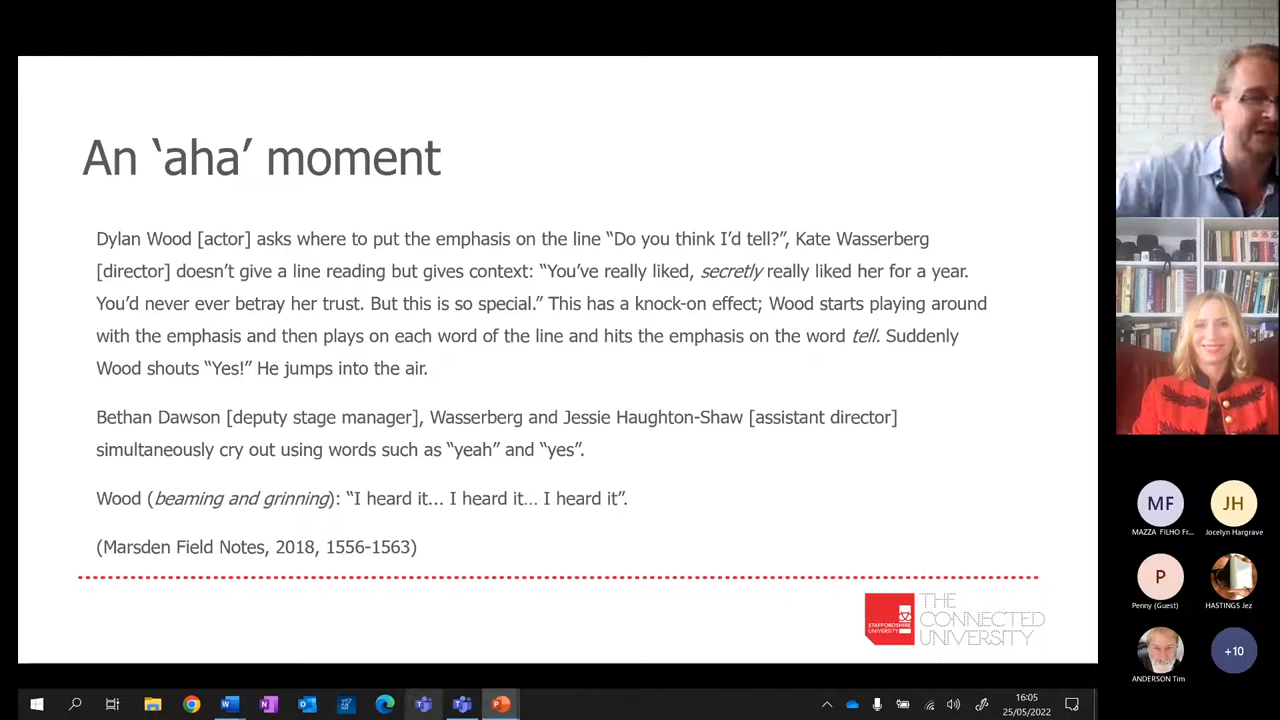 An ‘aha’ moment
Dylan Wood [actor] asks where to put the emphasis on the line “Do you think I’d tell?”, Kate Wasserberg
[director] doesn’t give a line reading but gives context: “You’ve really liked, secretly really liked her for a year.
You’d never ever betray her trust. But this is so special.” This has a knock-on effect; Wood starts playing around
with the emphasis and then plays on each word of the line and hits the emphasis on the word tell. Suddenly
Wood shouts “Yes!” He jumps into the air.
Bethan Dawson [deputy stage manager], Wasserberg and Jessie Haughton-Shaw [assistant director]
simultaneously cry out using words such as “yeah” and “yes”.
Wood (beaming and grinning): “I heard it... I heard it... I heard it”.
(Marsden Field Notes, 2018, 1556-1563)
STAFFORDSHIRE
UNIVERSITY
THE
CONNECTED
UNIVERSITY
MF
JH
MAZZA FILHO Fr...
Jocelyn Hargrave
P
Penny (Guest)
HASTINGS Jez
+10
ANDERSON Tim
16:05
25/05/2022